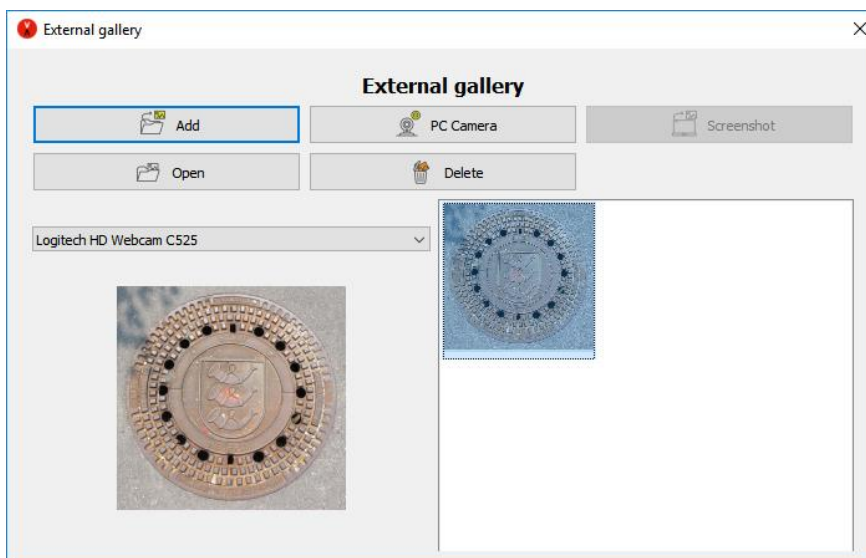 External gallery
External gallery
Add
PC Camera
Screenshot
Open
Delete
Logitech HD Webcam C525